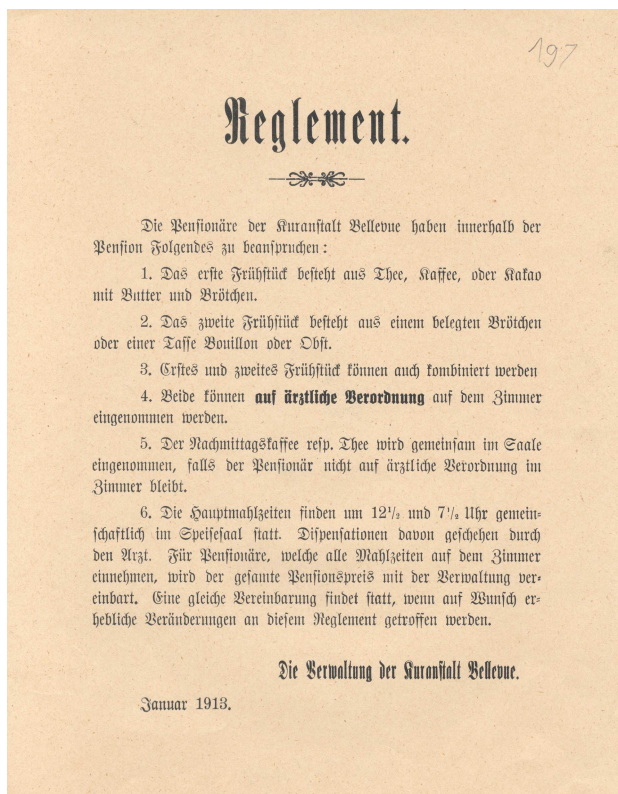 197
Reglement.
Die Pensionäre der Kuranstalt Bellevue haben innerhalb der
Pension Folgendes zu beanspruchen:
1. Das erste Frühstück besteht aus Thee, Kaffee, oder Kakao
mit Butter und Brötchen.
2. Das zweite Frühstück besteht aus einem belegten Brötchen
oder einer Tasse Bouillon oder Obst.
3. Erstes und zweites Frühstück können auch kombiniert werden
4. Beide können auf ärztliche Verordnung auf dem Zimmer
eingenommen werden.
5. Der Nachmittagskaffee resp. Thee wird gemeinsam im Saale
eingenommen, falls der Pensionär nicht auf ärztliche Verordnung im
Zimmer bleibt.
6. Die Hauptmahlzeiten finden um 12½ und 7½ Uhr gemein-
schaftlich im Speisesaal statt. Dispensationen davon geschehen durch
den Arzt. Für Pensionäre, welche alle Mahlzeiten auf dem Zimmer
einnehmen, wird der gesamte Pensionspreis mit der Verwaltung ver-
einbart. Eine gleiche Vereinbarung findet statt, wenn auf Wunsch er-
hebliche Veränderungen an diesem Reglement getroffen werden.
Die Verwaltung der Kuranstalt Bellevue.
Januar 1913.